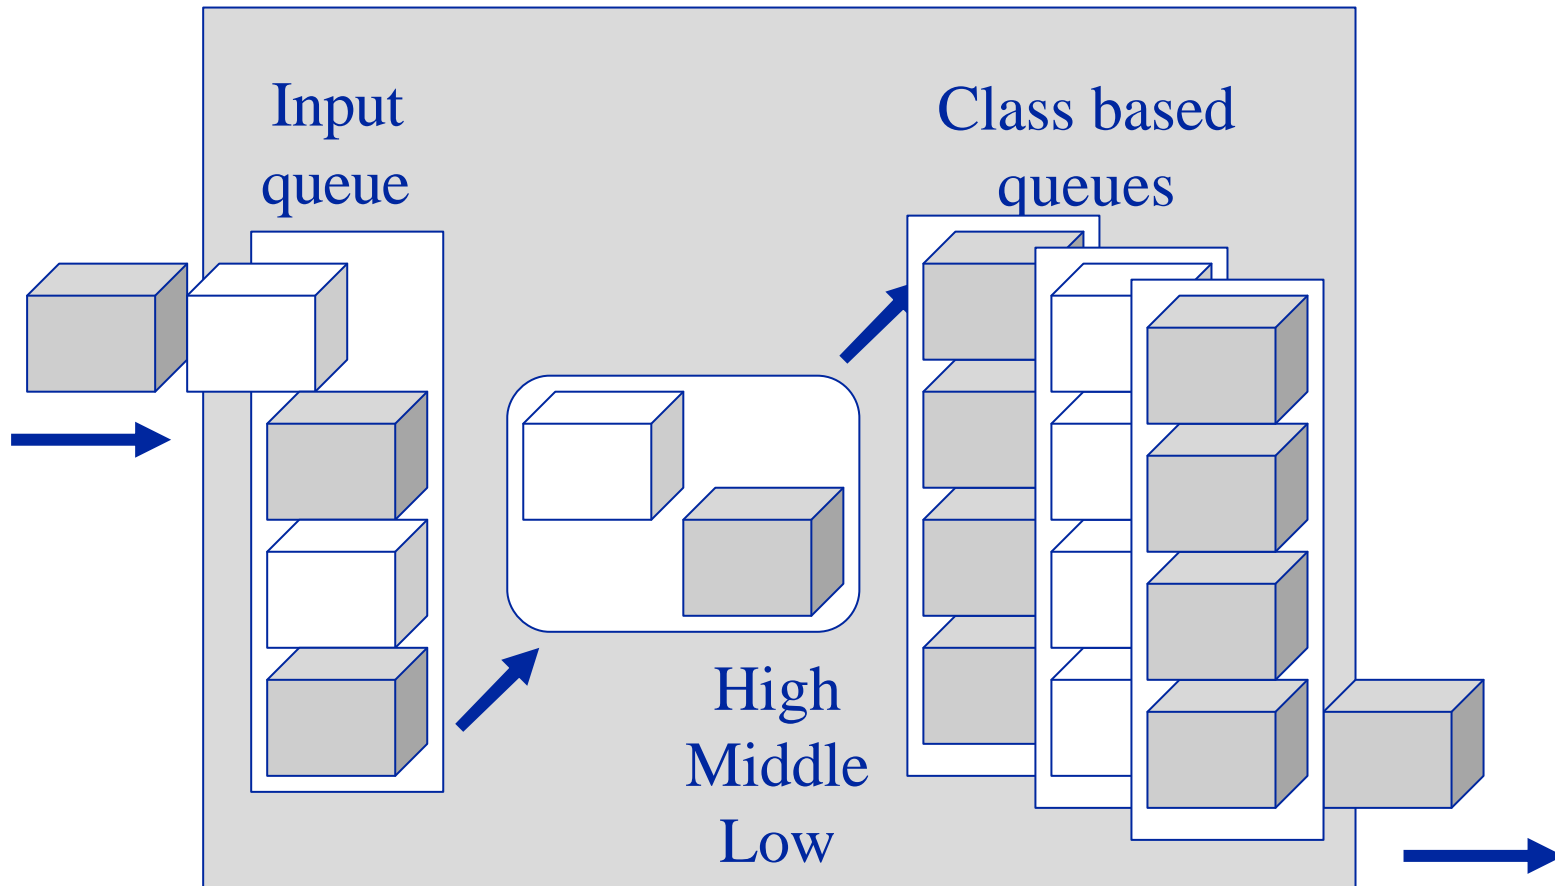 Input
queue
Class based
queues
High
Middle
Low